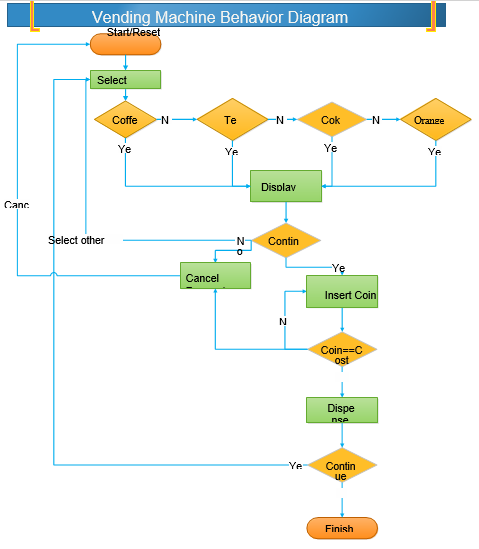 Vending Machine Behavior Diagram
Start/Reset
Select
Coffe
N
Te
N
Cok
N
Orange
Ye
Ye
Ye
Ye
Display
Canc
Select other
N
o
Contin
Cancel
Ye
Insert Coin
N
Coin==C
ost
Dispe
nse
Ye
Contin
ue
Finish